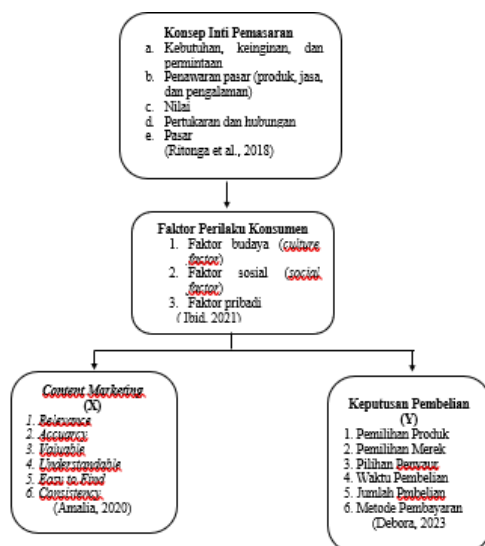 Konsep Inti Pemasaran
a. Kebutuhan, keinginan, dan
permintaan
b. Penawaran pasar (produk, jasa,
dan pengalaman)
c. Nilai
d. Pertukaran dan hubungan
e. Pasar
(Ritonga et al., 2018)
Faktor Perilaku Konsumen
1. Faktor budaya (culture
factor)
2. Faktor sosial (social
factor)
3. Faktor pribadi
( Ibid. 2021)
Content Marketing
(X)
1. Relevance
2. Accuarcy
3. Valuable
4. Understandable
5. Easy to Find
6. Consistency
(Amalia, 2020)
Keputusan Pembelian
(Y)
1. Pemilihan Produk
2. Pemilihan Merek
3. Pilihan
4. Waktu Pembelian
5. Jumlah Pmbelian
6. Metode Pembayaran
(Debora, 2023